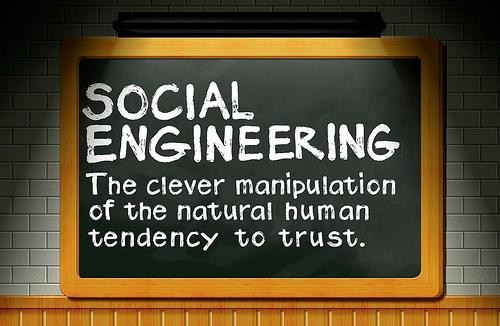 SOCIAL
ENGINEERING
The clever manipulation
of the natural human
tendency to trust.